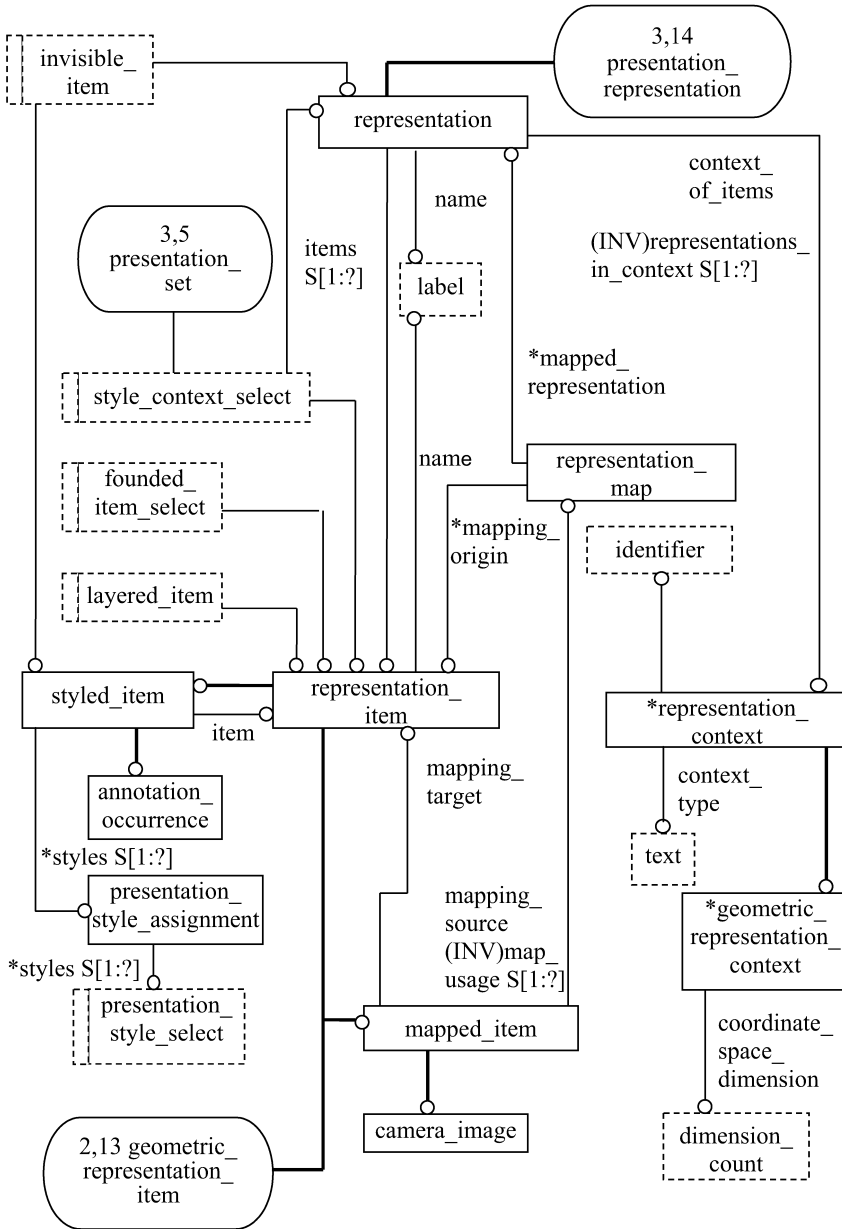 invisible_
item
3,14
presentation_
representation
representation
context_
of_items
name
(INV)representations_
in_context S[1:?]
3,5
presentation_
set
items
S[1:?]
label
*mapped_
representation
style_context_select
name
representation_
map
founded_
item_select
*mapping_
origin
identifier
layered_item
styled_item
representation_
item
*representation_
context
item
mapping_
target
context_
type
annotation_
occurrence
text
*styles S[1:?]
presentation_
style_assignment
mapping_
source
(INV)map_
usage S[1:?]
*geometric_
representation_
context
*styles S[1:?]
presentation_
style_select
mapped_item
coordinate_
space_
dimension
camera_image
2,13 geometric_
representation_
item
dimension_
count